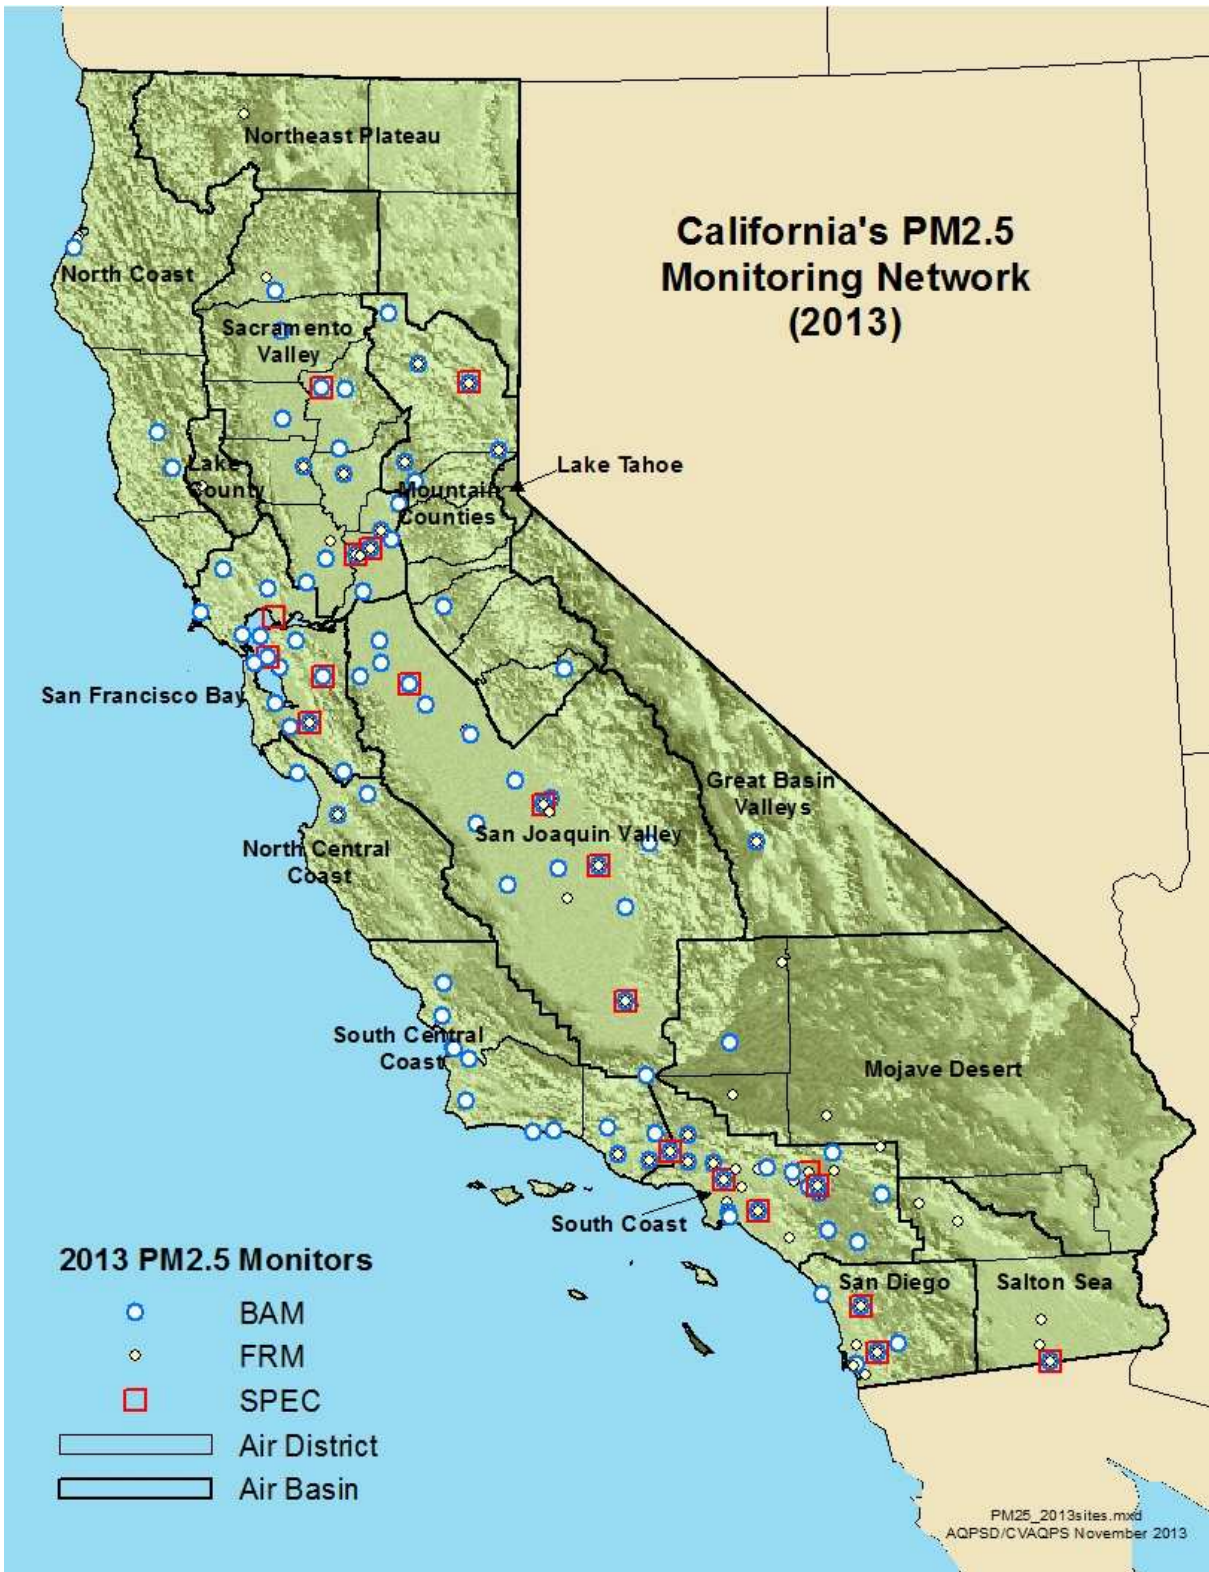 Northeast Plateau
California's PM2.5
Monitoring Network
(2013)
North Coast
Sacramento
Valley
Lake Tahoe
Lake
County
Mountain
Counties
San Francisco Bay
Great Basin
Valleys
San Joaquin Valley
North Central
Coast
South Central
Coast
Mojave Desert
South Coast
2013 PM2.5 Monitors
San Diego
Salton Sea
BAM
FRM
SPEC
Air District
Air Basin
PM25_2013sites.mxd
AQPSD/CVAQPS November 2013